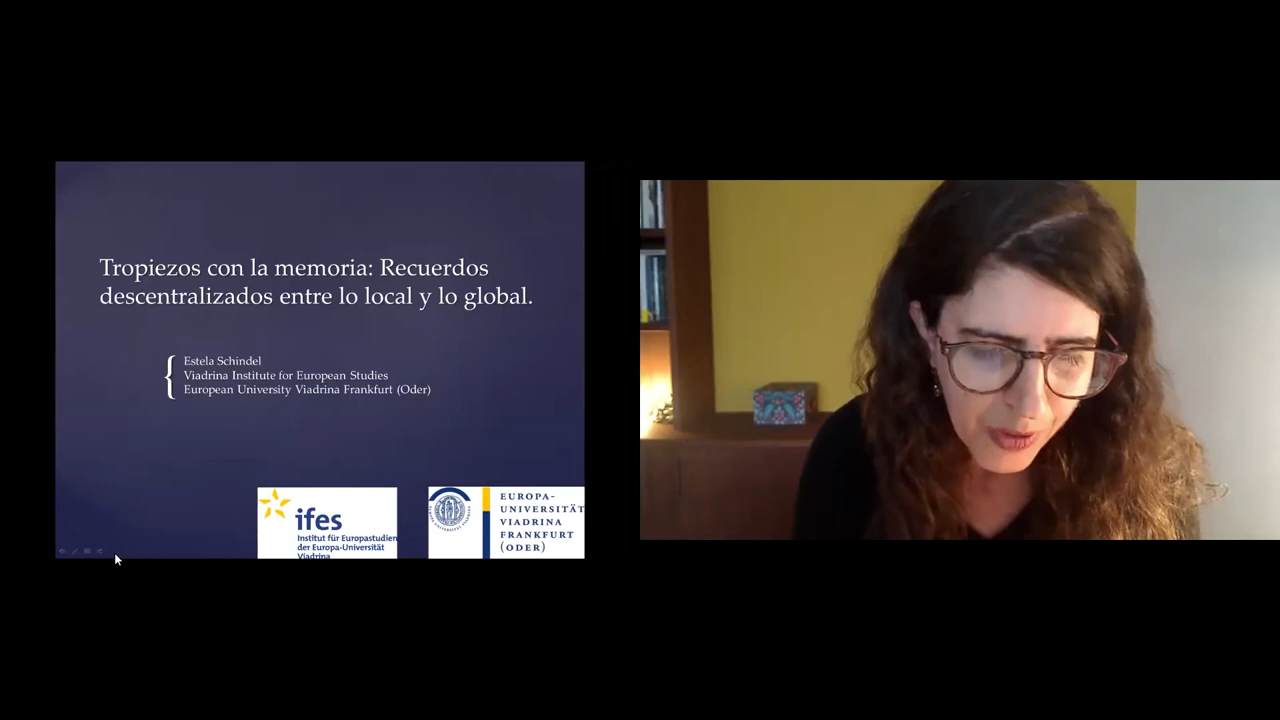 Tropiezos con la memoria: Recuerdos
descentralizados entre lo local y lo global.
Estela Schindel
Viadrina Institute for European Studies
European University Viadrina Frankfurt (Oder)
ifes
Institut für Europastudien
der Europa-Universität
Viadrina
EUROPA-
UNIVERSITÄT
VIADRINA
FRANKFURT
(ODER)